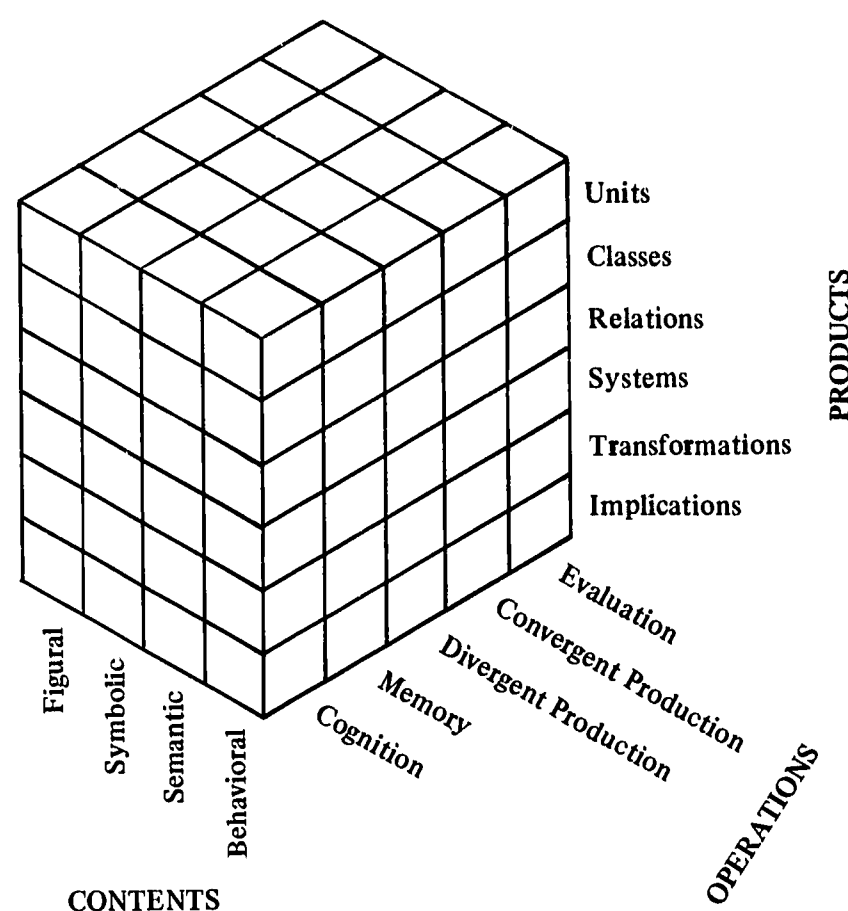 Units
Classes
Relations
Systems
Transformations
Implications
PRODUCTS
Evaluation
Convergent Production
Divergent Production
Memory
Cognition
OPERATIONS
Figural
Symbolic
Semantic
Behavioral
CONTENTS